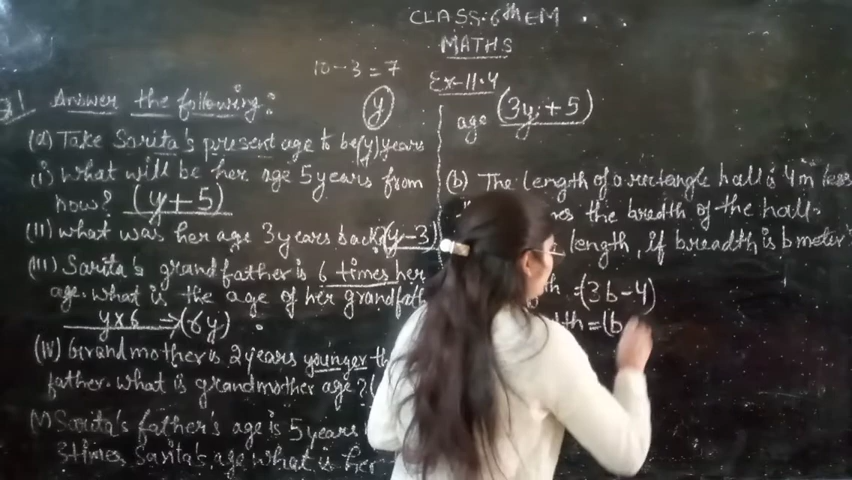 CLASS:6th EM
MATHS
Ex-11.4
10-3=7
Q1 Answer the following:
(a) Take Sarita's present age to be (y) years
(i) What will be her age 5 years from
now? (y+5)
(II) What was her age 3 years back? (y-3)
(III) Sarita's grandfather is 6 times her
age. What is the age of her grandfath
y×6 → (6y)
(IV) Grandmother is 2 years younger th
father. What is grandmother age? (
(V) Sarita's father's age is 5 years
3 times Sarita's age what is her
y
age (3y+5)
(b) The length of a rectangle hall is 4m less
the bredth of the hall.
length, if breadth is b meter's
=(3b-4)
dth =(b